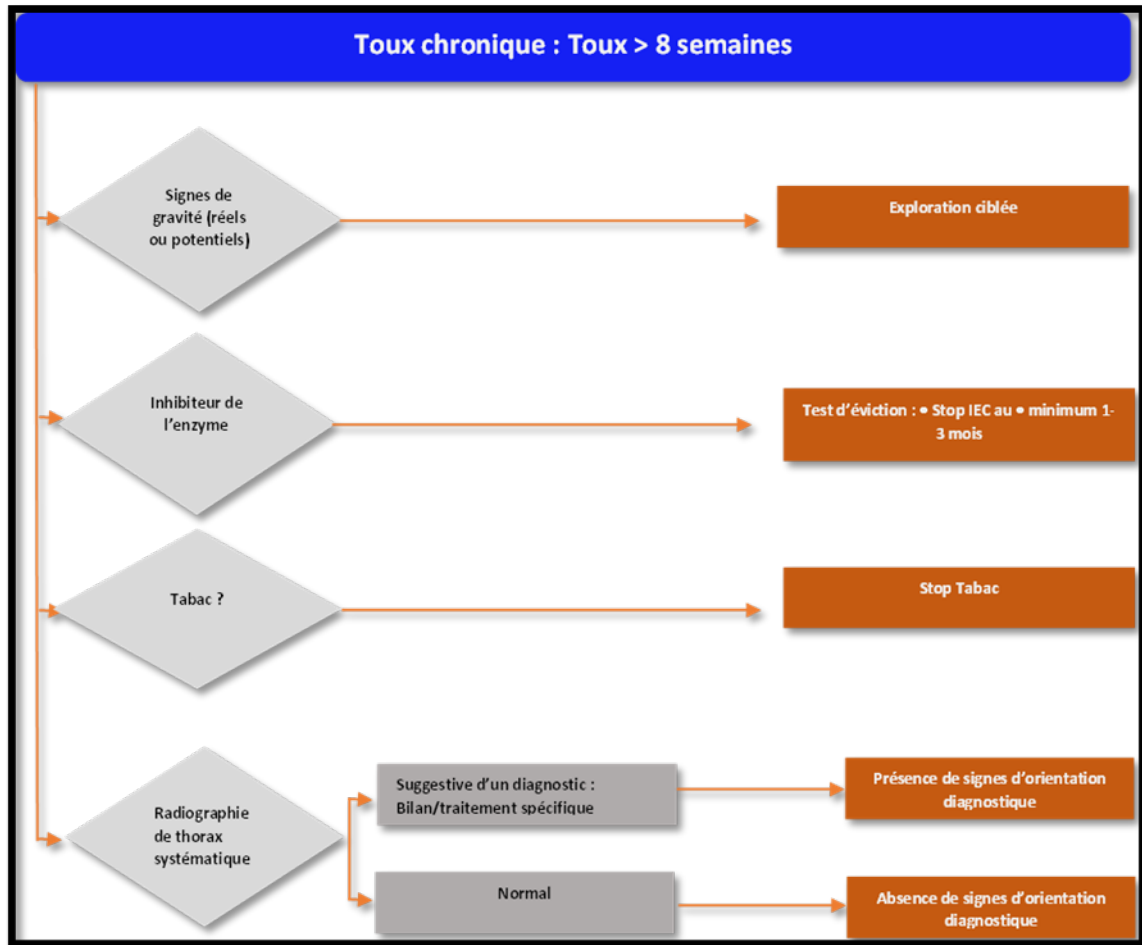 Toux chronique : Toux > 8 semaines
Signes de
gravité (réels
ou potentiels)
Exploration ciblée
Inhibiteur de
l'enzyme
Test d'éviction : • Stop IEC au • minimum 1-
3 mois
Tabac ?
Stop Tabac
Radiographie
de thorax
systématique
Suggestive d'un diagnostic :
Bilan/traitement spécifique
Présence de signes d'orientation
diagnostique
Normal
Absence de signes d'orientation
diagnostique